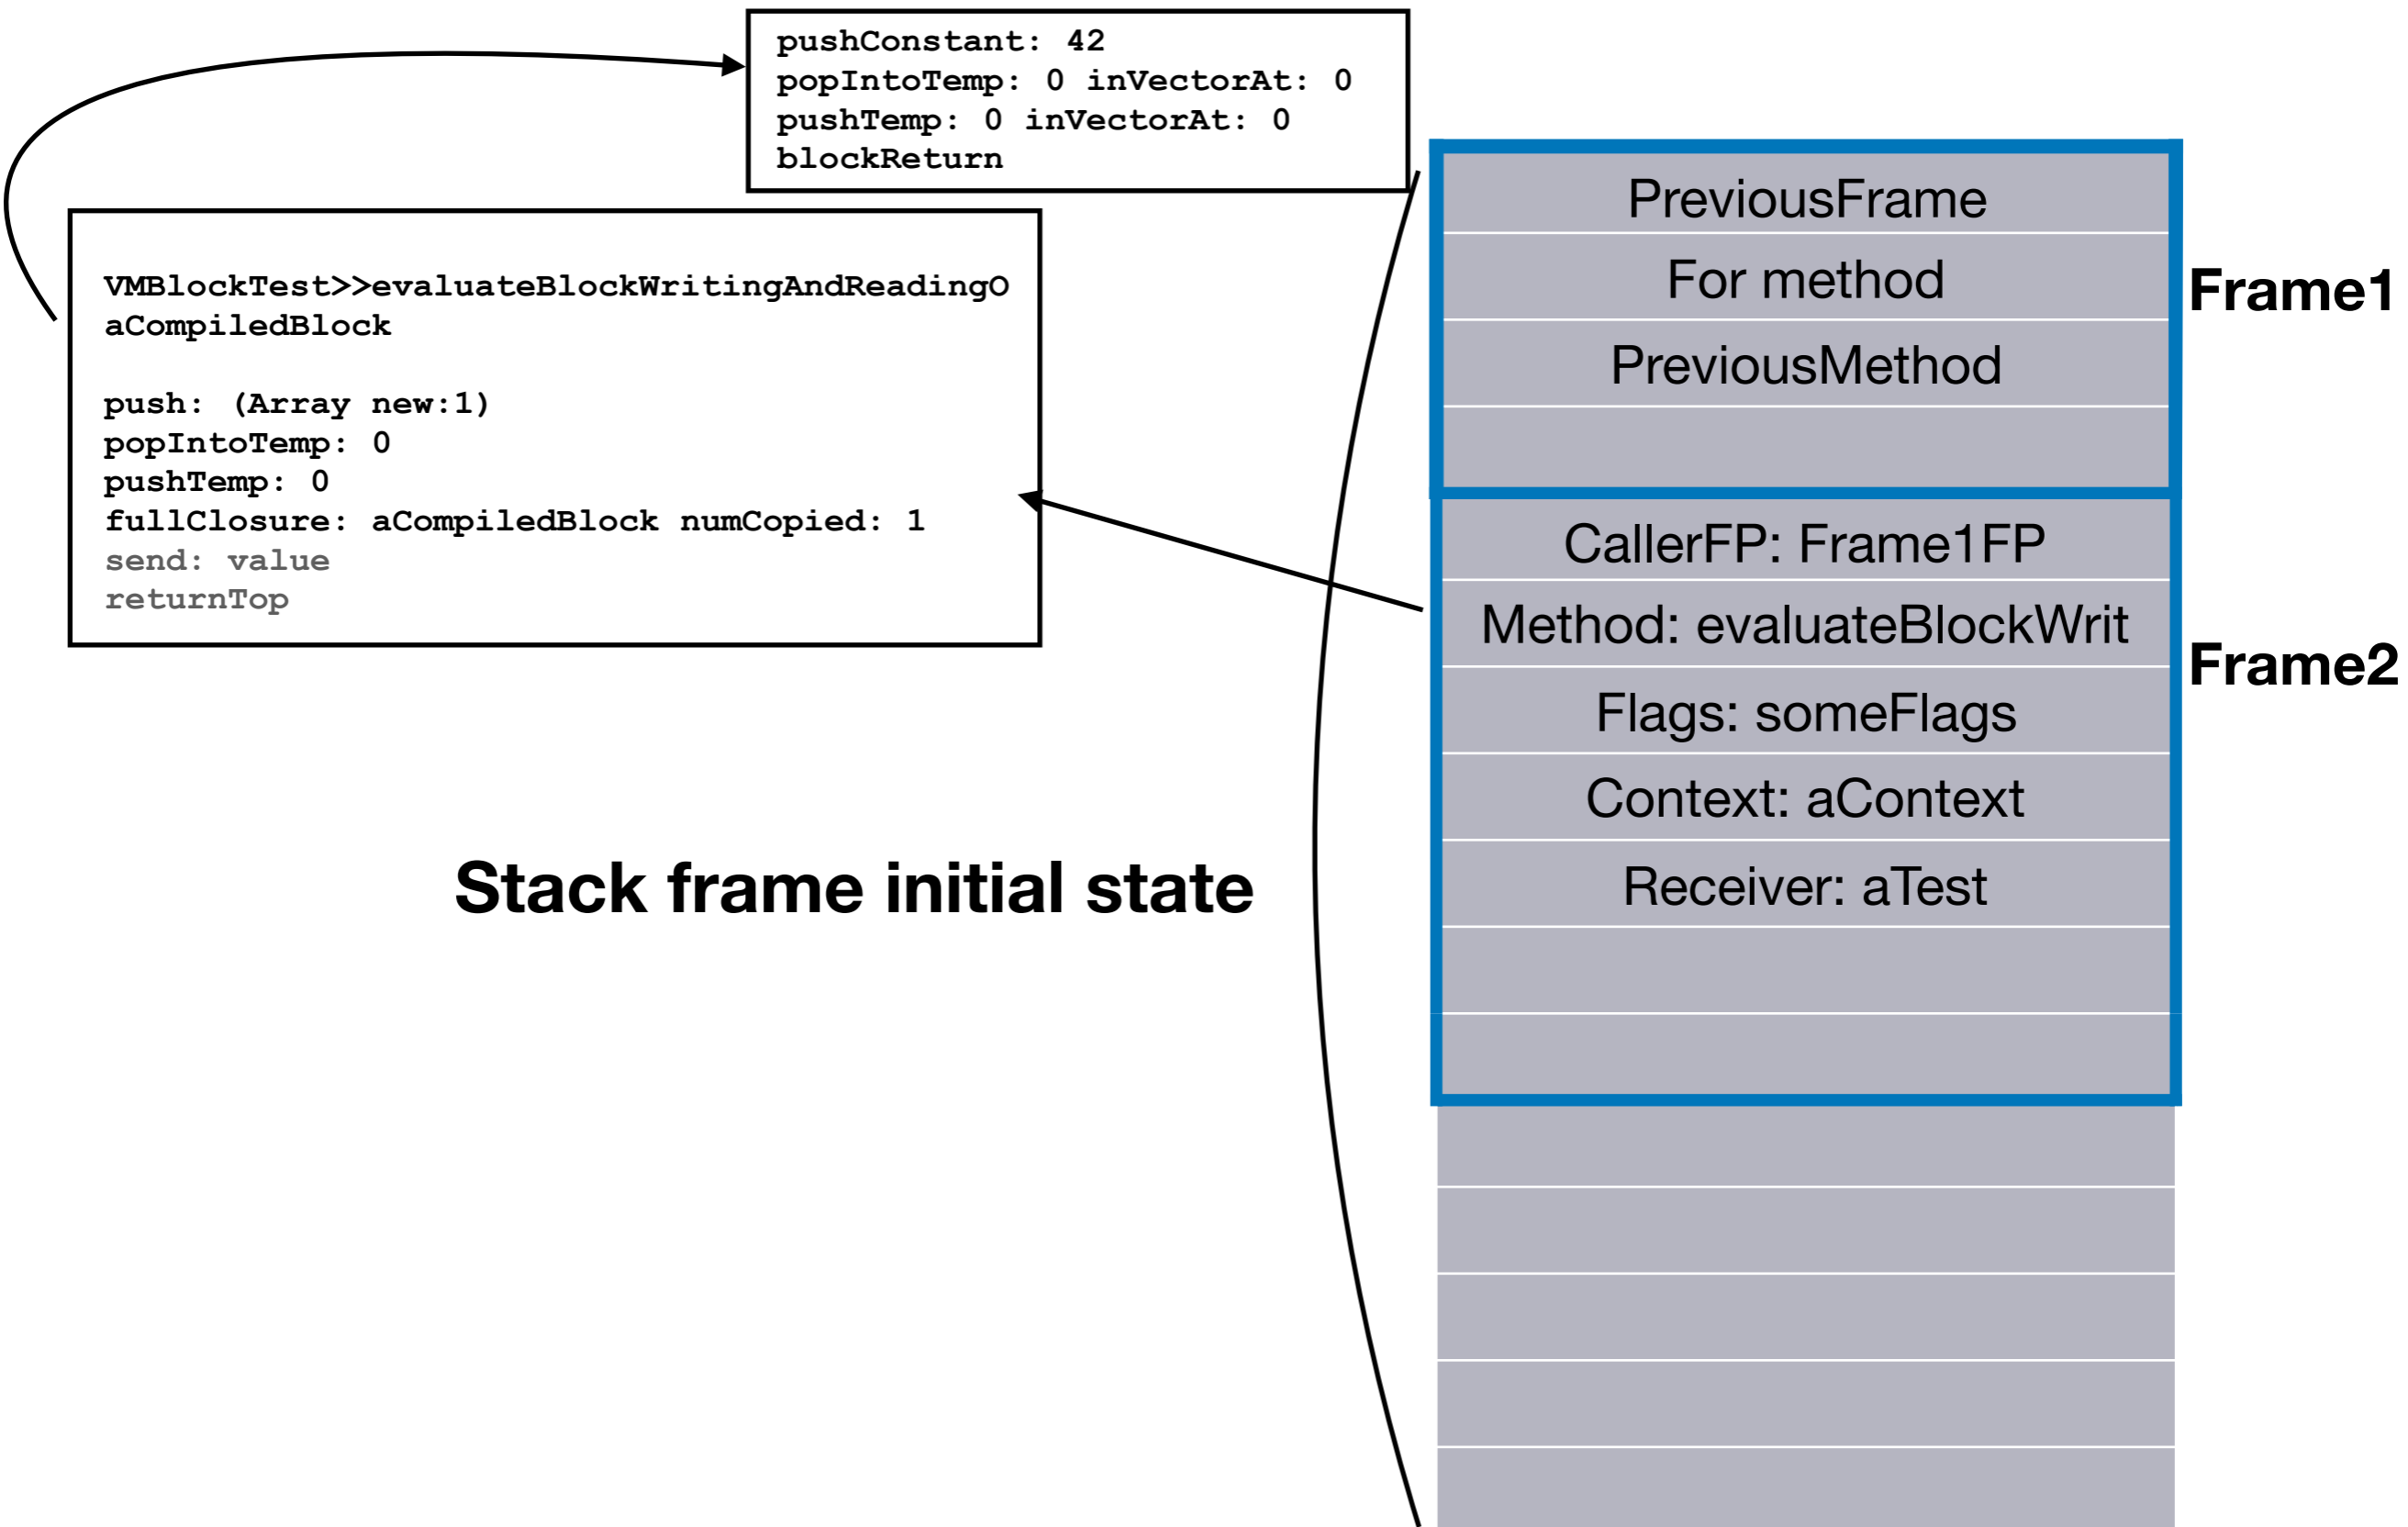 pushConstant: 42
popIntoTemp: 0 inVectorAt: 0
pushTemp: 0 inVectorAt: 0
blockReturn
VMBlockTest>>evaluateBlockWritingAndReadingO
aCompiledBlock
push: (Array new:1)
popIntoTemp: 0
pushTemp: 0
fullClosure: aCompiledBlock numCopied: 1
send: value
returnTop
Stack frame initial state
PreviousFrame
For method
PreviousMethod
Frame1
CallerFP: Frame1FP
Method: evaluateBlockWrit
Flags: someFlags
Context: aContext
Receiver: aTest
Frame2